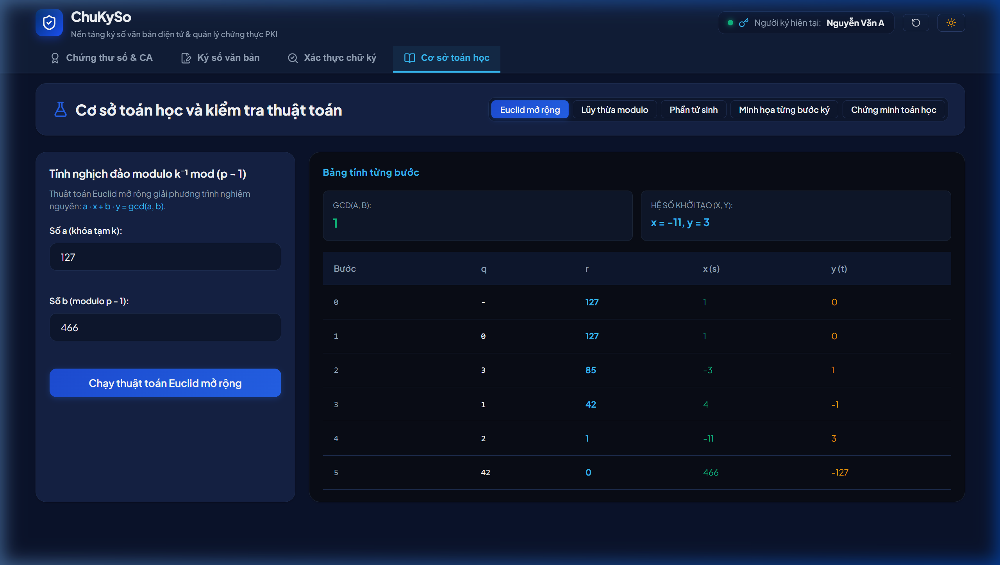 ChuKySo
Nền tảng ký số văn bản điện tử & quản lý chứng thực PKI
Người ký hiện tại: Nguyễn Văn A
Chứng thư số & CA
Ký số văn bản
Xác thực chữ ký
Cơ sở toán học
Cơ sở toán học và kiểm tra thuật toán
Euclid mở rộng
Lũy thừa modulo
Phần tử sinh
Minh họa từng bước ký
Chứng minh toán học
Tính nghịch đảo modulo k⁻¹ mod (p − 1)
Thuật toán Euclid mở rộng giải phương trình nghiệm
nguyên: a · x + b · y = gcd(a, b).
Số a (khóa tạm k):
127
Số b (modulo p − 1):
466
Chạy thuật toán Euclid mở rộng
Bảng tính từng bước
GCD(A, B):
1
HỆ SỐ KHỞI TẠO (X, Y):
x = -11, y = 3
Bước q r x (s) y (t)
0 - 127 1 0
1 0 127 1 0
2 3 85 -3 1
3 1 42 4 -1
4 2 1 -11 3
5 42 0 466 -127